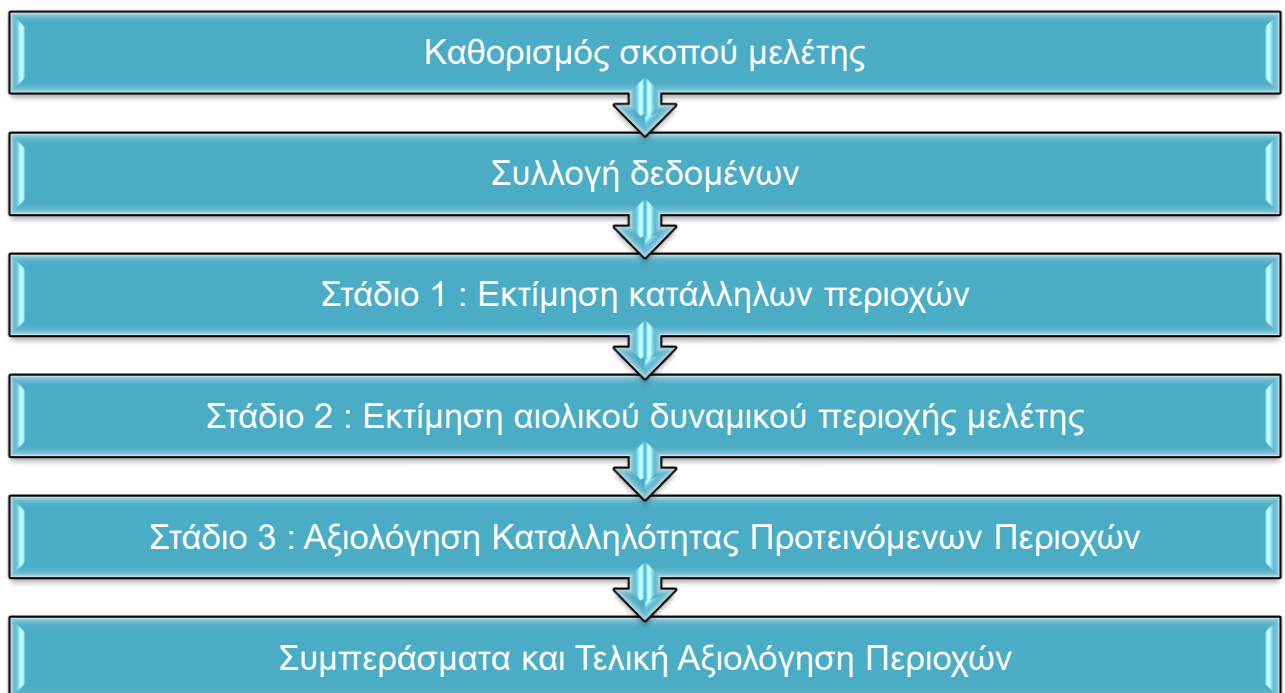 Καθορισμός σκοπού μελέτης
Συλλογή δεδομένων
Στάδιο 1 : Εκτίμηση κατάλληλων περιοχών
Στάδιο 2 : Εκτίμηση αιολικού δυναμικού περιοχής μελέτης
Στάδιο 3 : Αξιολόγηση Καταλληλότητας Προτεινόμενων Περιοχών
Συμπεράσματα και Τελική Αξιολόγηση Περιοχών